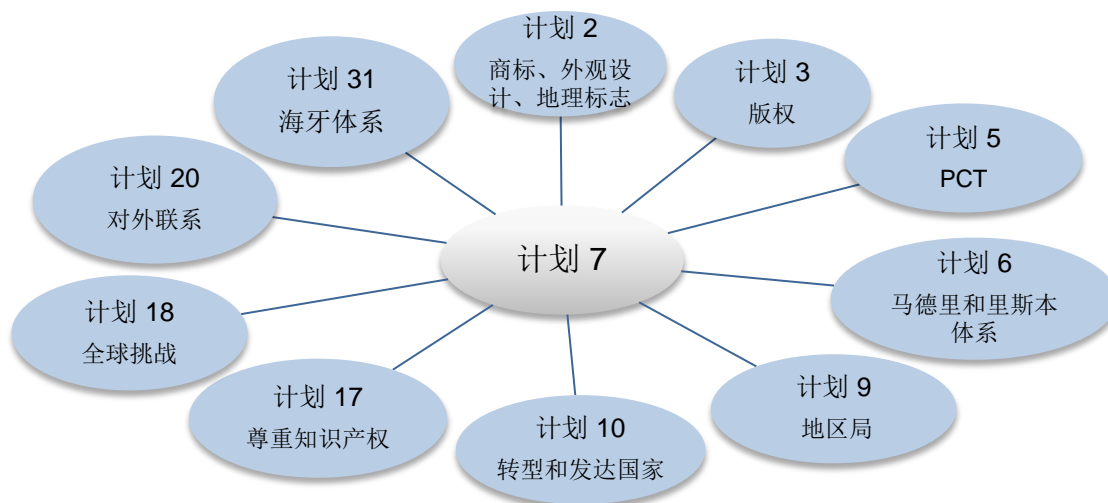 计划 2
商标、外观设
计、地理标志
计划 3
版权
计划 5
PCT
计划 6
马德里和里斯本
体系
计划 9
地区局
计划 10
转型和发达国家
计划 17
尊重知识产权
计划 18
全球挑战
计划 20
对外联系
计划 31
海牙体系
计划 7